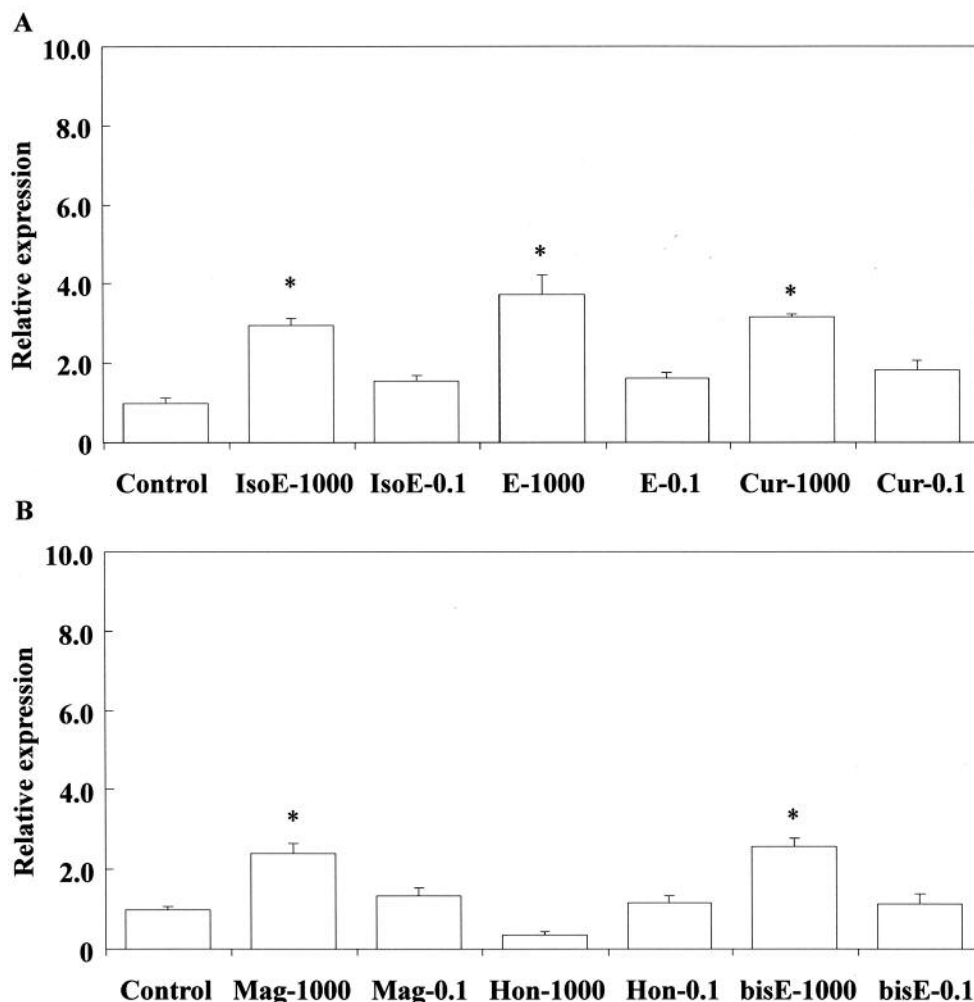 A
10.0
8.0
6.0
4.0
2.0
0
Relative expression
*
*
*
Control IsoE-1000 IsoE-0.1 E-1000 E-0.1 Cur-1000 Cur-0.1
B
10.0
8.0
6.0
4.0
2.0
0
Relative expression
*
*
Control Mag-1000 Mag-0.1 Hon-1000 Hon-0.1 bisE-1000 bisE-0.1